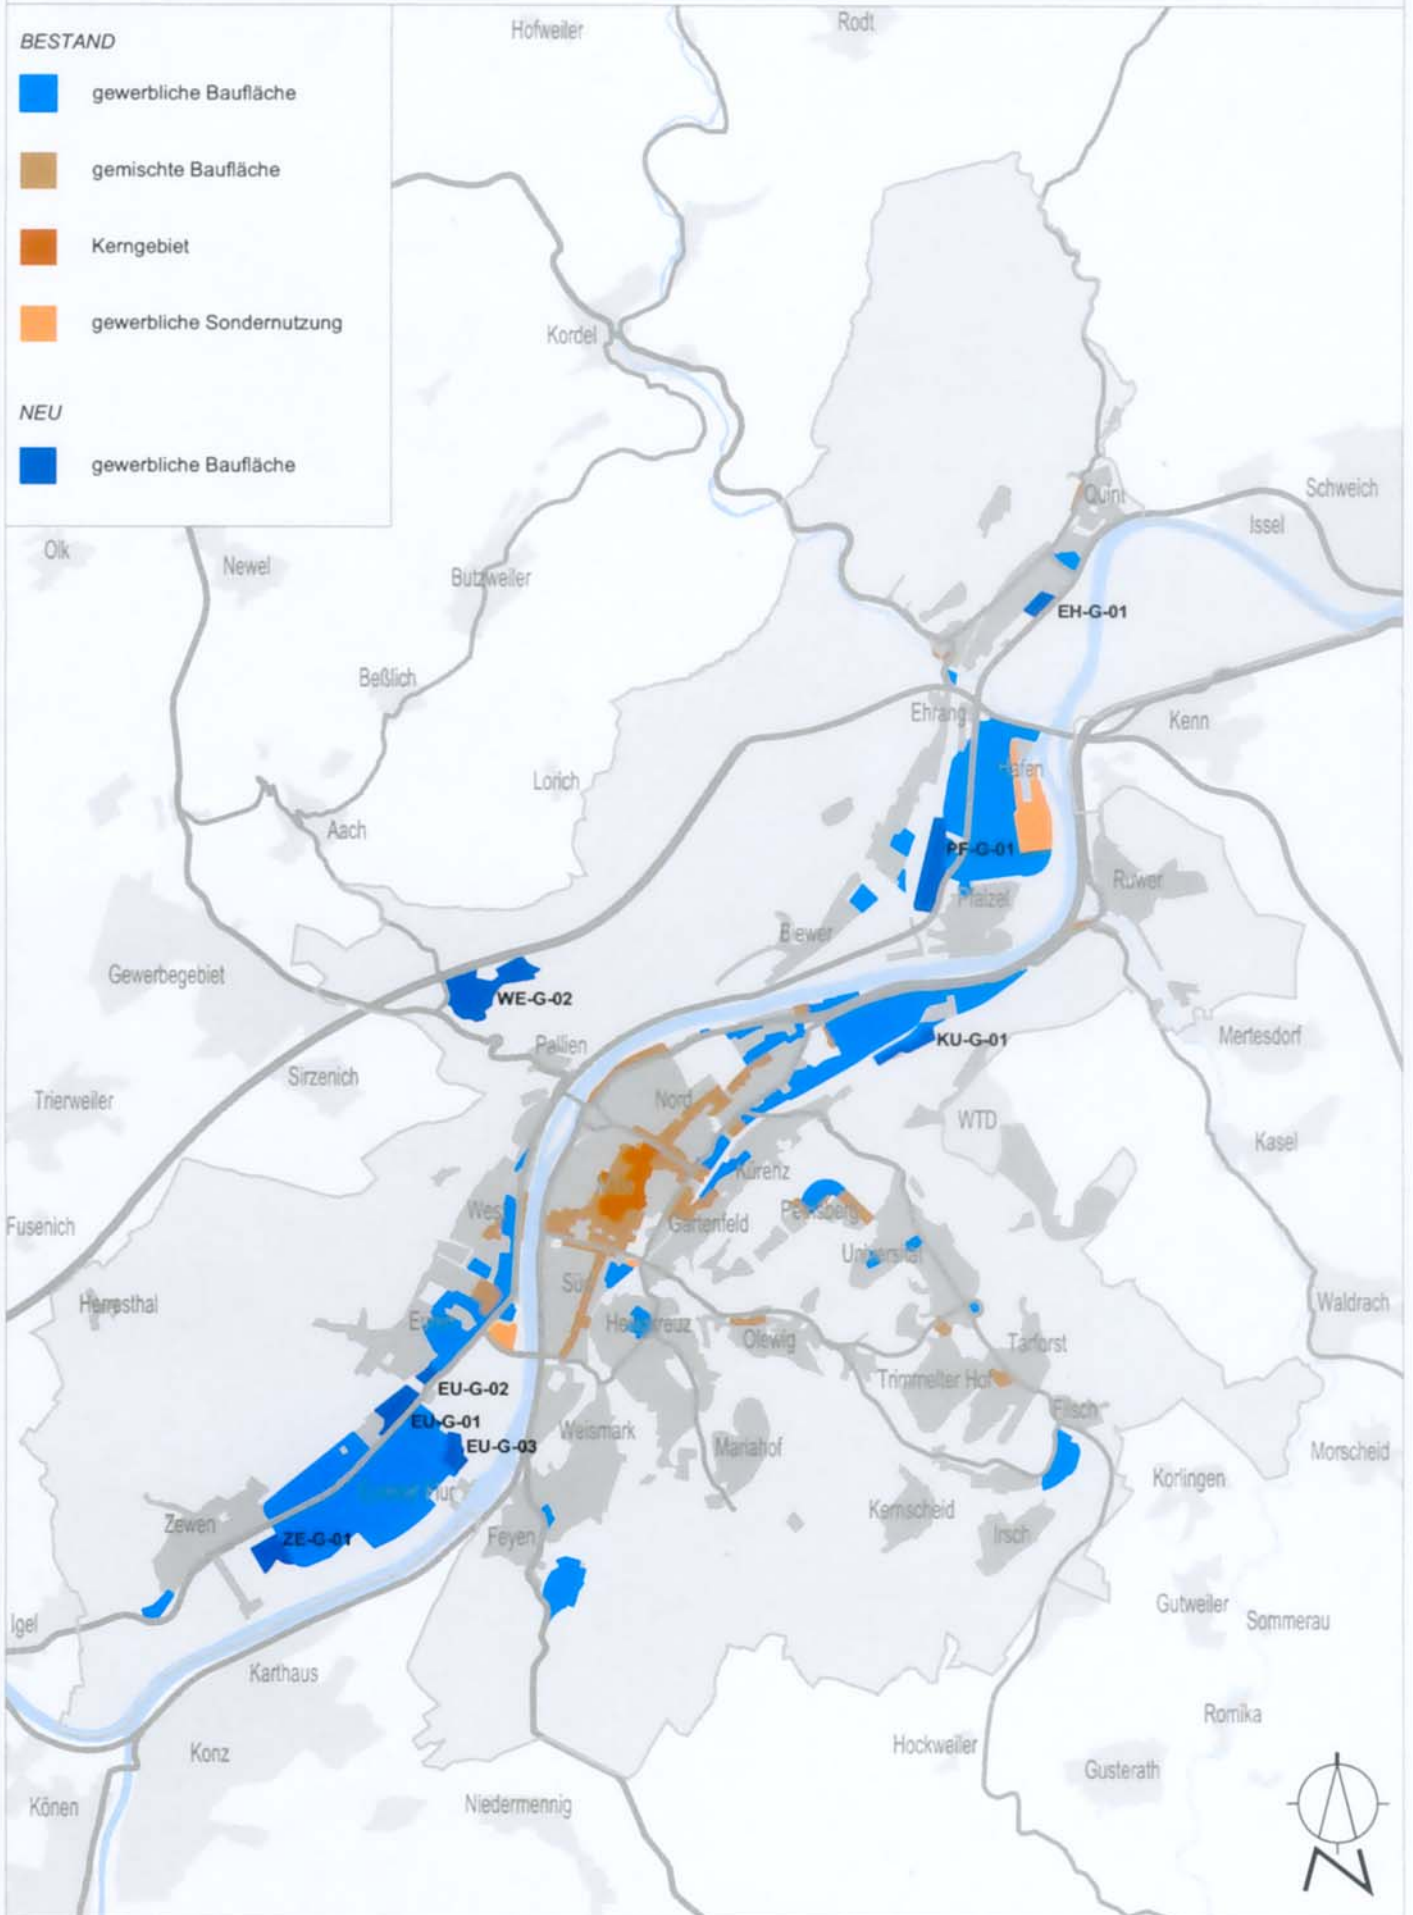 BESTAND
gewerbliche Baufläche
gemischte Baufläche
Kerngebiet
gewerbliche Sondernutzung
NEU
gewerbliche Baufläche
Hofweiler
Rodt
Kordel
Quint
Schweich
Issel
Olk
Newel
Butzweiler
EH-G-01
Beßlich
Ehrang
Kenn
Lorich
Hafen
Aach
PF-G-01
Ruwer
Pfalzel
Biewer
Gewerbegebiet
WE-G-02
Mertesdorf
KU-G-01
Pallien
Sirzenich
Trierweiler
Nord
WTD
Kasel
Kürenz
Fusenich
West
Gartenfeld
Petrisberg
Universität
Süd
Herresthal
Waldrach
Euren
Heiligkreuz
Olewig
Tarforst
Trimmelter Hof
EU-G-02
Filsch
EU-G-01
Weismark
EU-G-03
Mariahof
Morscheid
Korlingen
Kernscheid
Zewen
Feyen
Irsch
ZE-G-01
Igel
Gutweiler
Sommerau
Karthaus
Romika
Konz
Hockweiler
Gusterath
Könen
Niedermennig
N